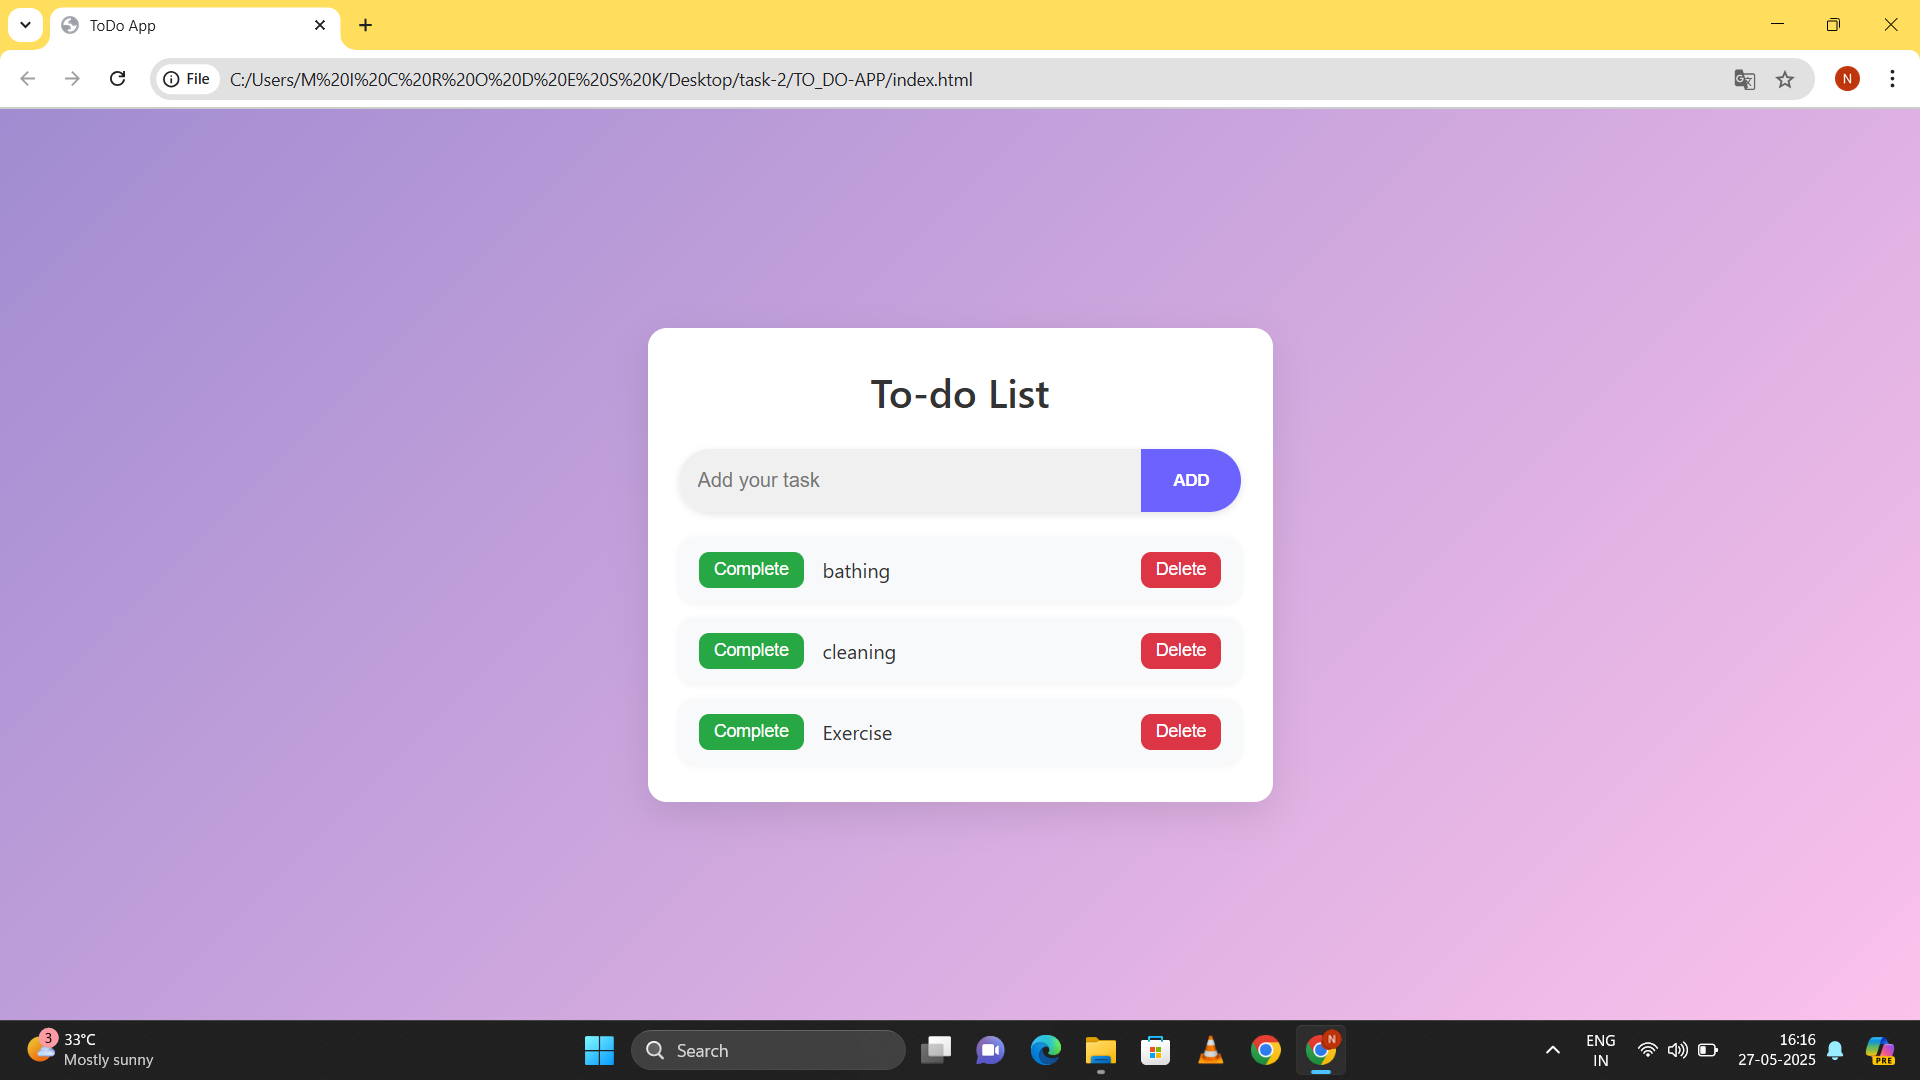 ToDo App
File C:/Users/M%20I%20C%20R%20O%20D%20E%20S%20K/Desktop/task-2/TO_DO-APP/index.html
N
To-do List
Add your task ADD
Complete bathing Delete
Complete cleaning Delete
Complete Exercise Delete
3 33°C
Mostly sunny
Search
N
ENG
IN
16:16
27-05-2025
PRE